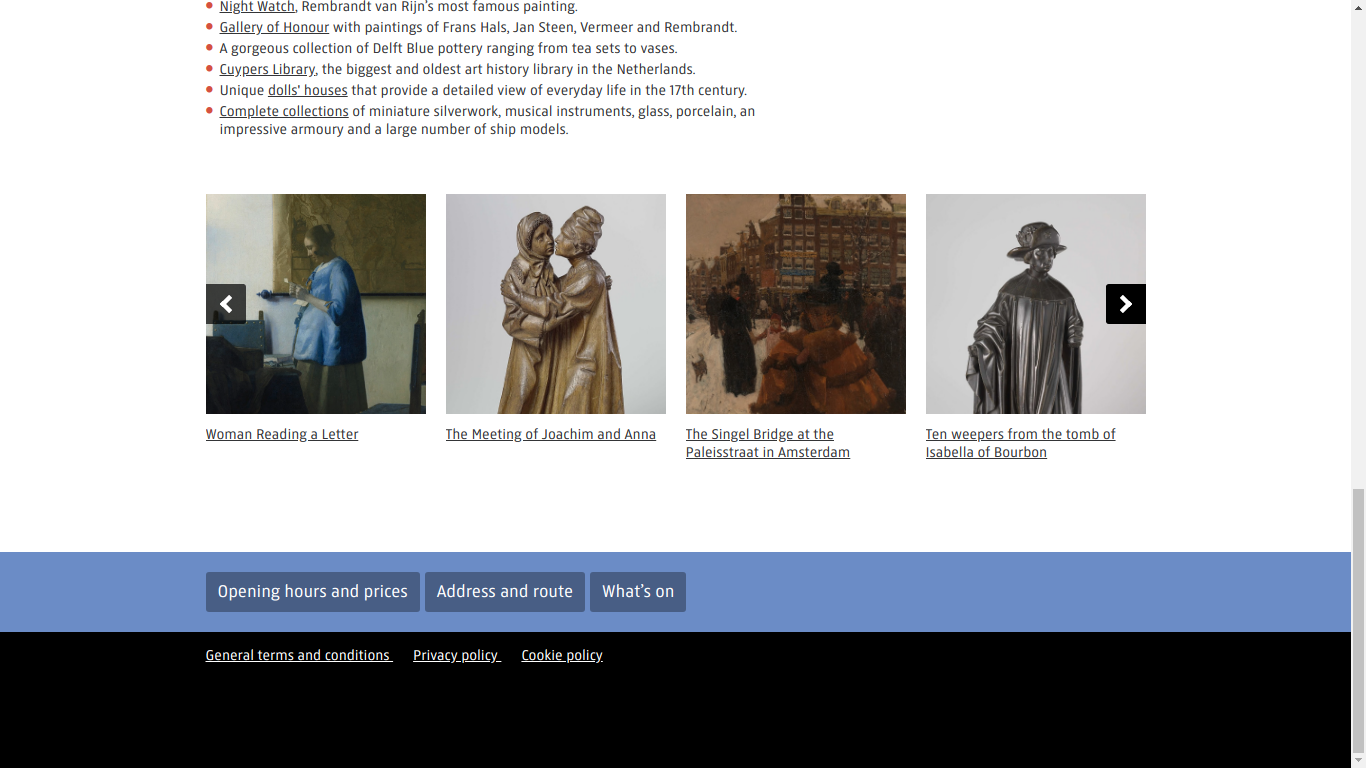 Night Watch, Rembrandt van Rijn's most famous painting.
Gallery of Honour with paintings of Frans Hals, Jan Steen, Vermeer and Rembrandt.
A gorgeous collection of Delft Blue pottery ranging from tea sets to vases.
Cuypers Library, the biggest and oldest art history library in the Netherlands.
Unique dolls' houses that provide a detailed view of everyday life in the 17th century.
Complete collections of miniature silverwork, musical instruments, glass, porcelain, an
impressive armoury and a large number of ship models.
Woman Reading a Letter
The Meeting of Joachim and Anna
The Singel Bridge at the
Paleisstraat in Amsterdam
Ten weepers from the tomb of
Isabella of Bourbon
Opening hours and prices
Address and route
What's on
General terms and conditions
Privacy policy
Cookie policy